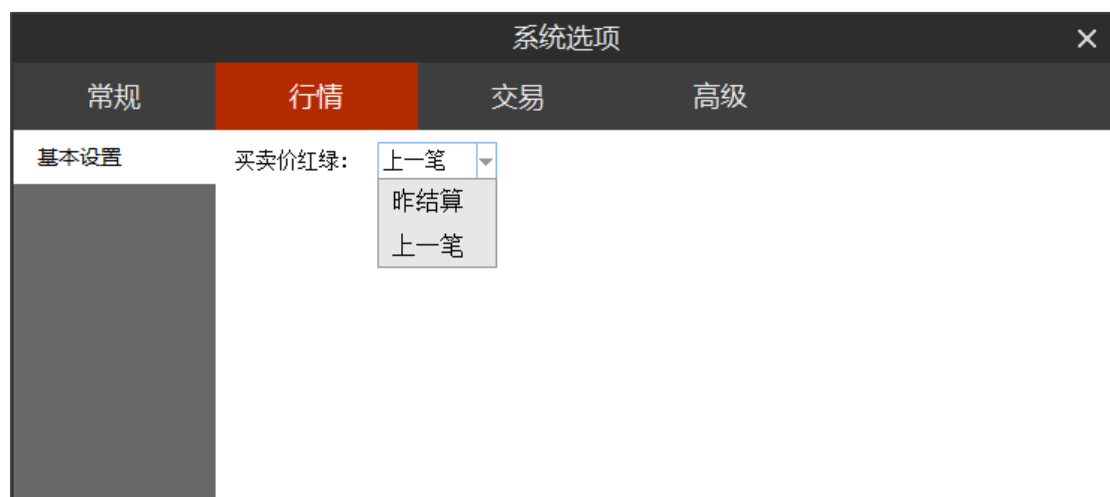 系统选项
常规 行情 交易 高级
基本设置 买卖价红绿： 上一笔
昨结算
上一笔